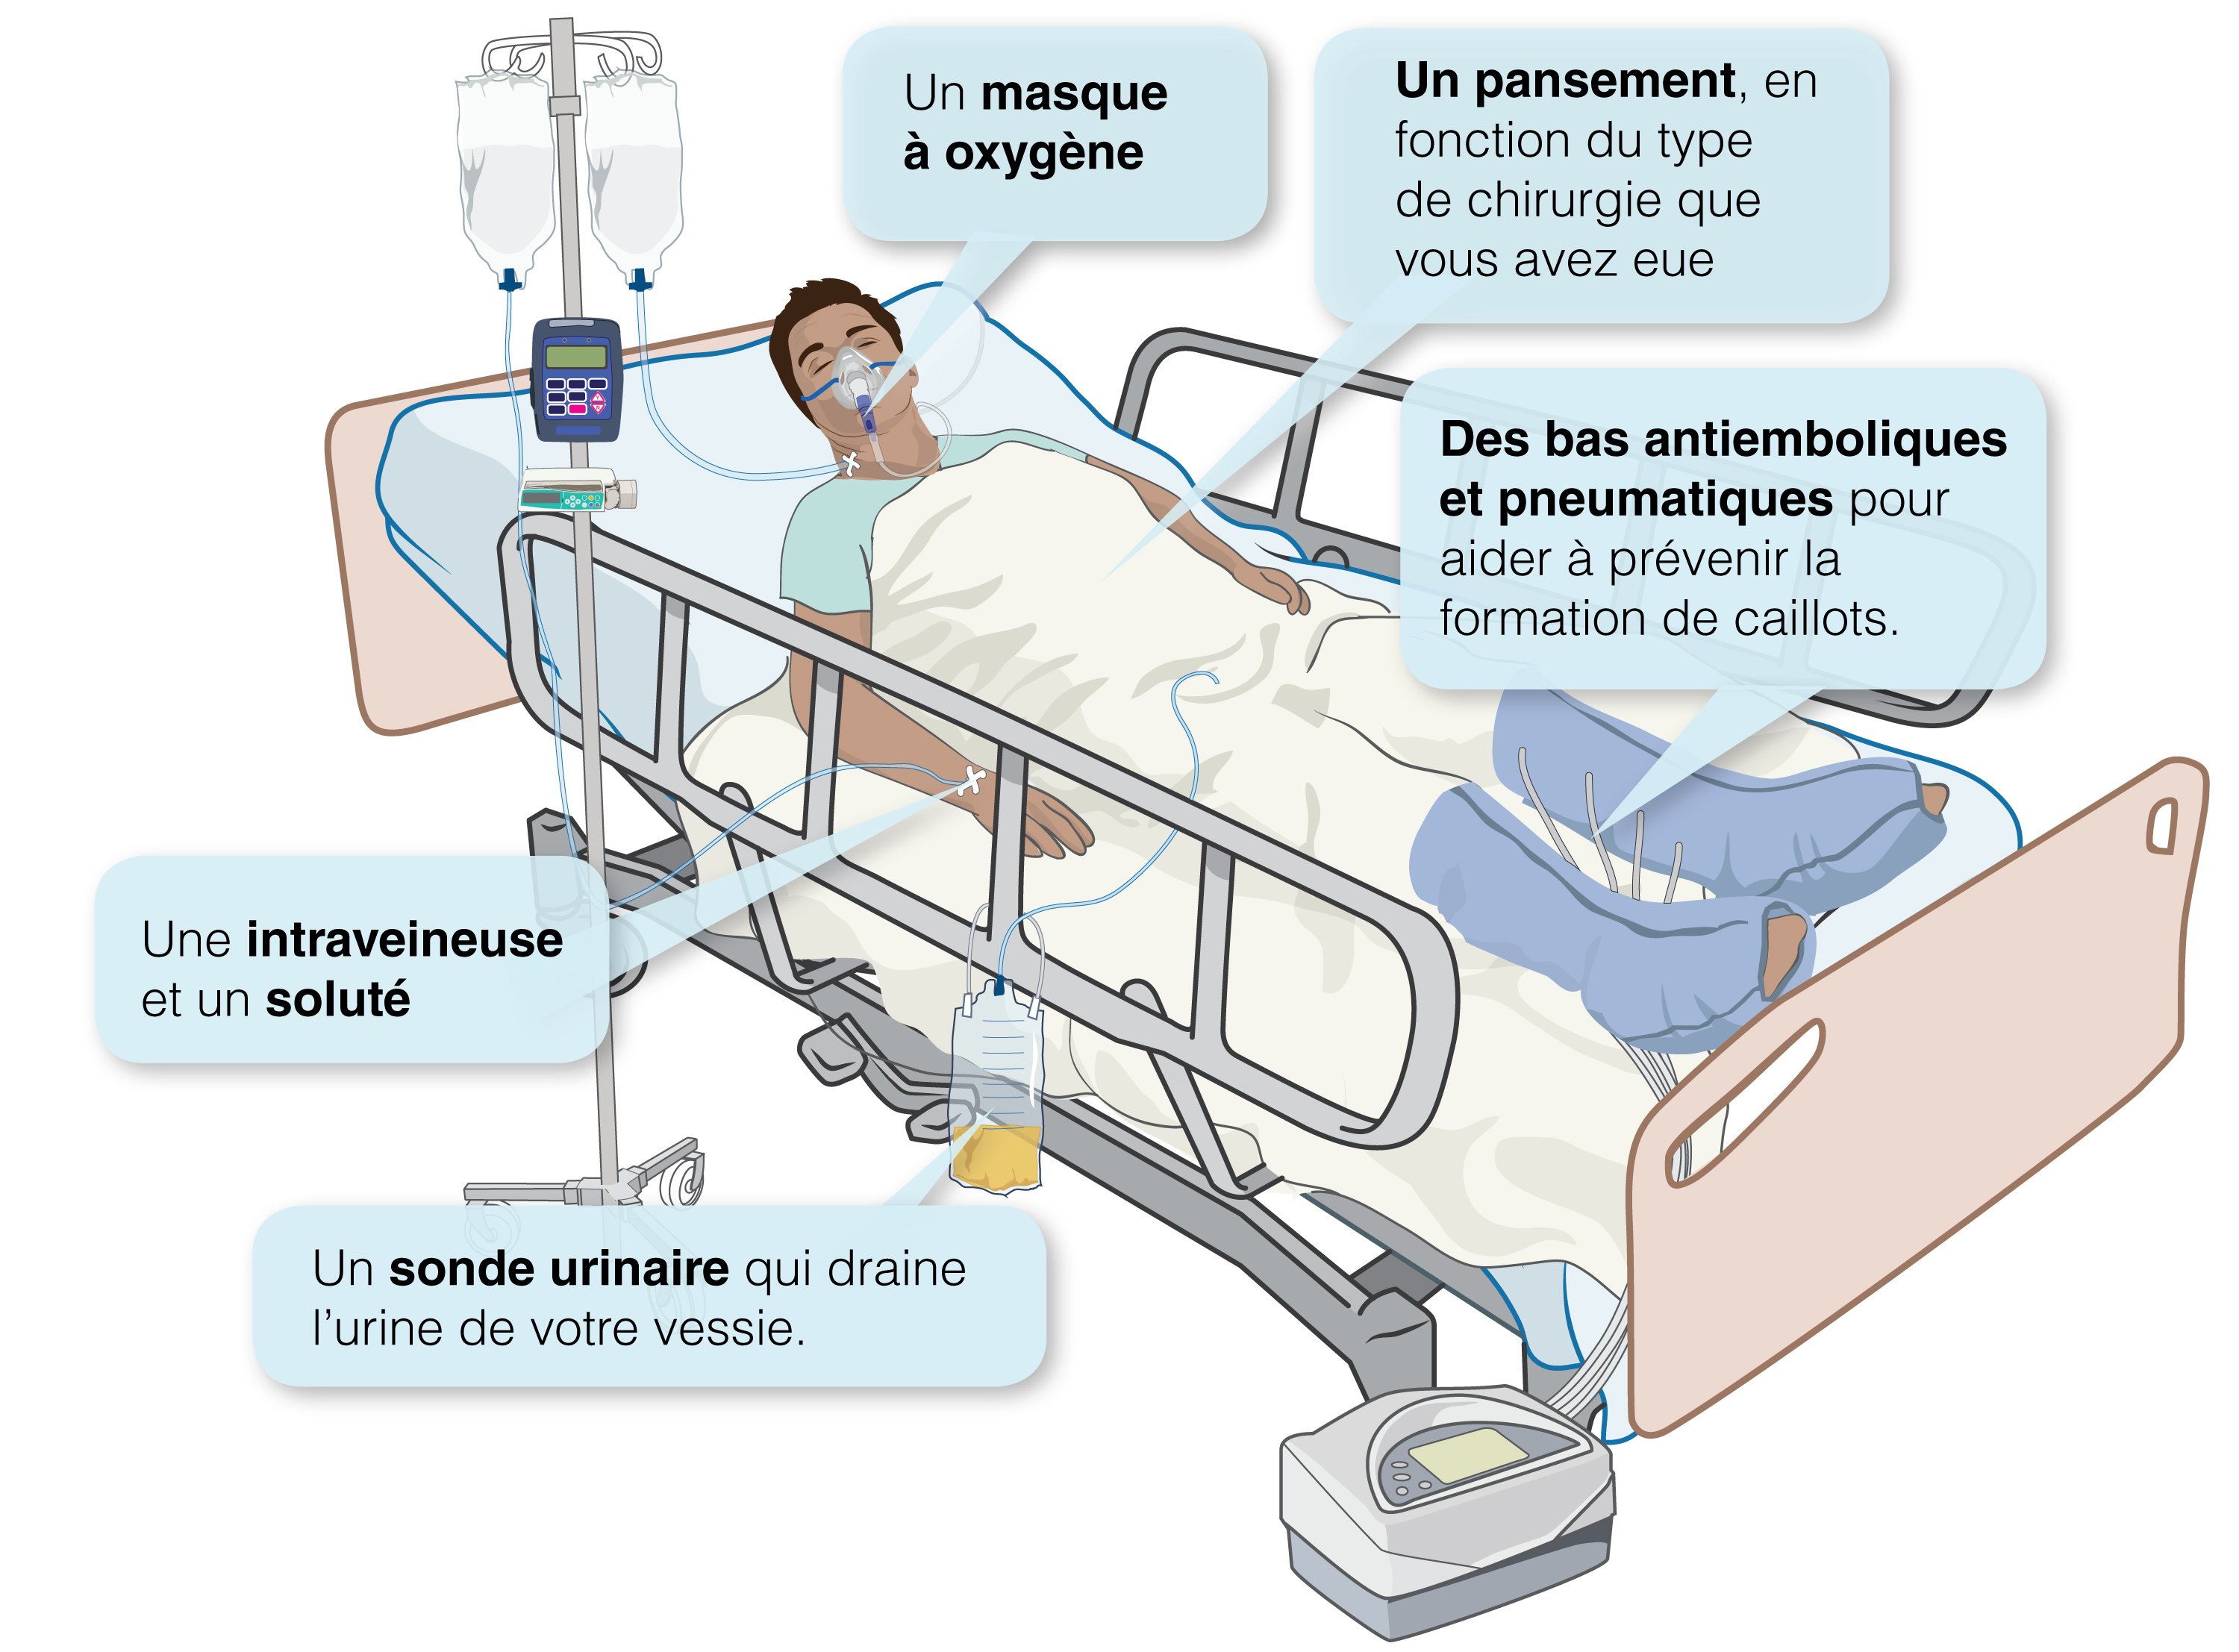 Un masque
à oxygène
Un pansement, en
fonction du type
de chirurgie que
vous avez eue
Des bas antiemboliques
et pneumatiques pour
aider à prévenir la
formation de caillots.
Une intraveineuse
et un soluté
Un sonde urinaire qui draine
l’urine de votre vessie.